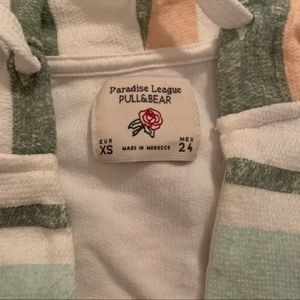 Paradise League
PULL&BEAR
EUR MEX
XS 24
MADE IN MOROCCO